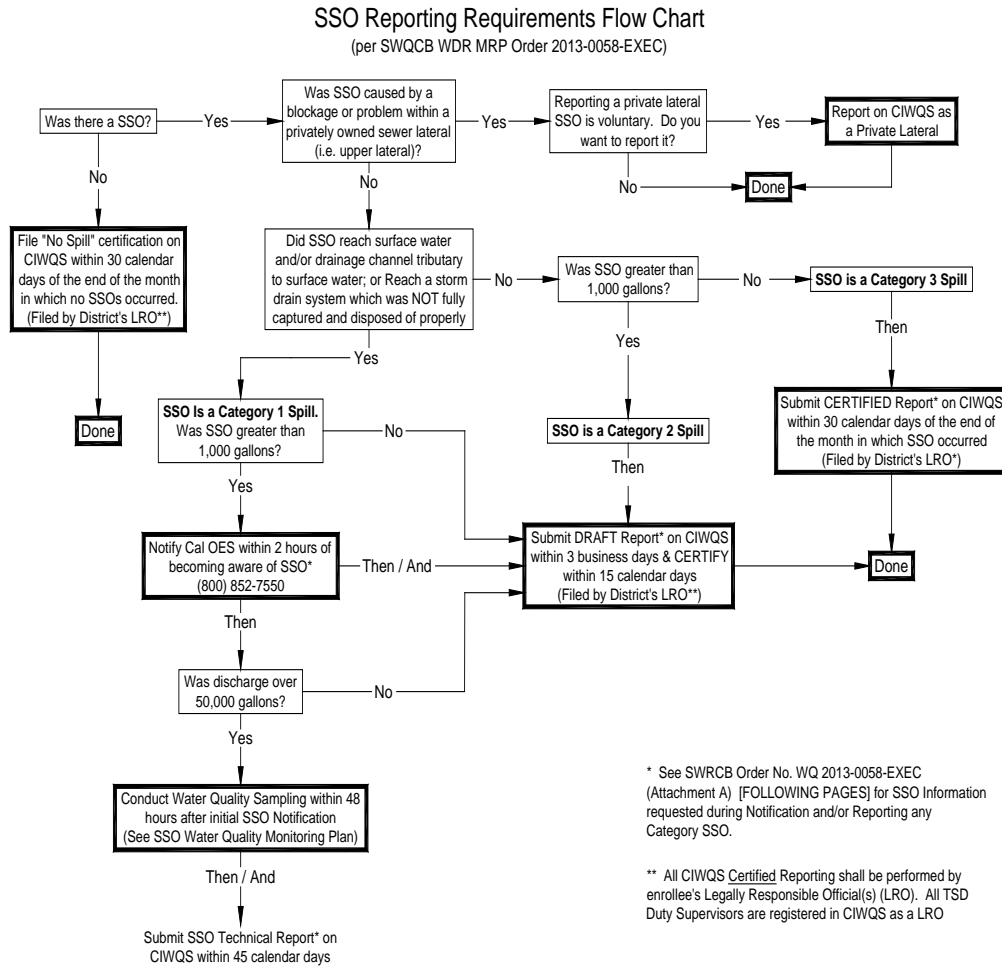 SSO Reporting Requirements Flow Chart
(per SWQCB WDR MRP Order 2013-0058-EXEC)
Was there a SSO?
Yes
Was SSO caused by a
blockage or problem within a
privately owned sewer lateral
(i.e. upper lateral)?
Yes
Reporting a private lateral
SSO is voluntary. Do you
want to report it?
Yes
Report on CIWQS as
a Private Lateral
No
No
No
Done
File "No Spill" certification on
CIWQS within 30 calendar
days of the end of the month
in which no SSOs occurred.
(Filed by District's LRO**)
Did SSO reach surface water
and/or drainage channel tributary
to surface water; or Reach a storm
drain system which was NOT fully
captured and disposed of properly
No
Was SSO greater than
1,000 gallons?
No
SSO is a Category 3 Spill
Then
Yes
Yes
Done
SSO Is a Category 1 Spill.
Was SSO greater than
1,000 gallons?
No
SSO is a Category 2 Spill
Submit CERTIFIED Report* on CIWQS
within 30 calendar days of the end of
the month in which SSO occurred
(Filed by District's LRO*)
Yes
Then
Notify Cal OES within 2 hours of
becoming aware of SSO*
(800) 852-7550
Then / And
Submit DRAFT Report* on CIWQS
within 3 business days & CERTIFY
within 15 calendar days
(Filed by District's LRO**)
Done
Then
Was discharge over
50,000 gallons?
No
Yes
Conduct Water Quality Sampling within 48
hours after initial SSO Notification
(See SSO Water Quality Monitoring Plan)
Then / And
Submit SSO Technical Report* on
CIWQS within 45 calendar days
* See SWRCB Order No. WQ 2013-0058-EXEC
(Attachment A) [FOLLOWING PAGES] for SSO Information
requested during Notification and/or Reporting any
Category SSO.
** All CIWQS Certified Reporting shall be performed by
enrollee's Legally Responsible Official(s) (LRO). All TSD
Duty Supervisors are registered in CIWQS as a LRO